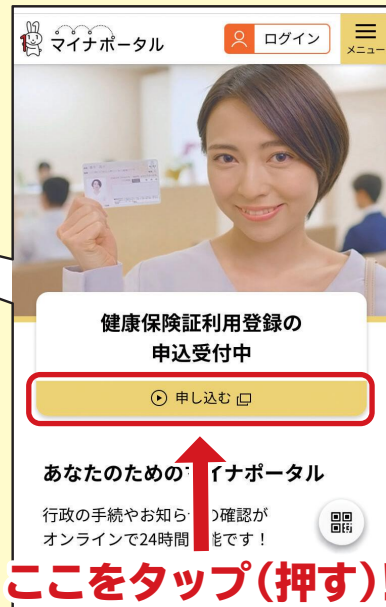 マイナポータル
ログイン
メニュー
健康保険証利用登録の
申込受付中
申し込む
あなたのための
イナポータル
行政の手続やお知ら
の確認が
オンラインで24時間
能です!
ここをタップ(押す)!